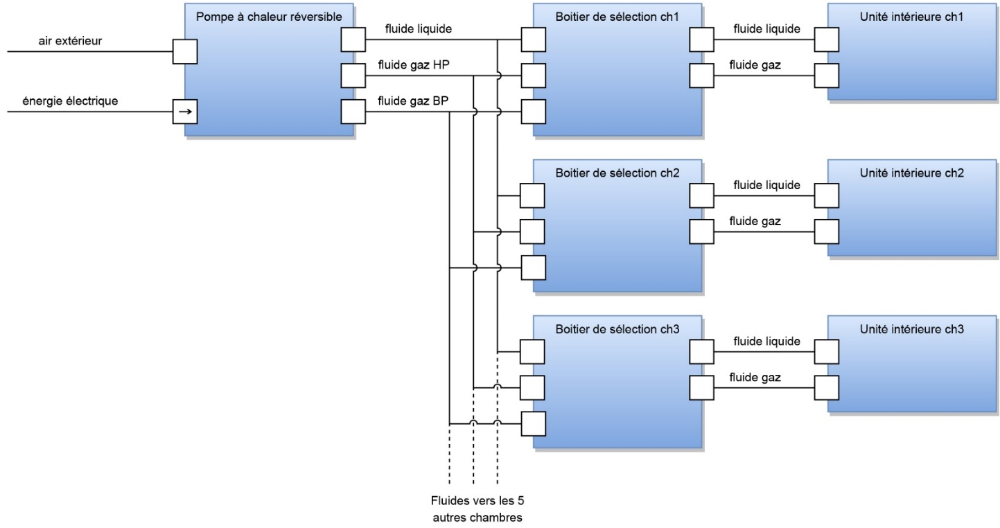 Pompe à chaleur réversible
Boitier de sélection ch1
Unité intérieure ch1
air extérieur
énergie électrique
fluide liquide
fluide gaz HP
fluide gaz BP
fluide liquide
fluide gaz
Boitier de sélection ch2
Unité intérieure ch2
fluide liquide
fluide gaz
Boitier de sélection ch3
Unité intérieure ch3
fluide liquide
fluide gaz
Fluides vers les 5
autres chambres